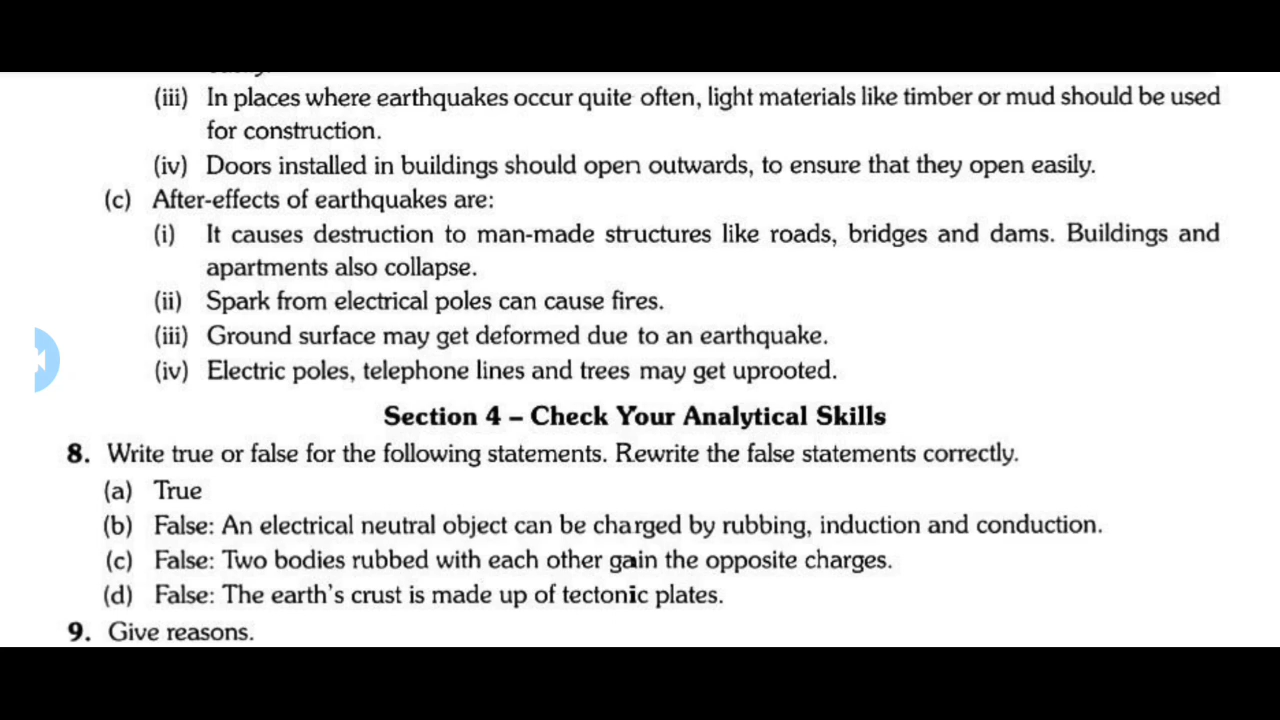 (iii) In places where earthquakes occur quite often, light materials like timber or mud should be used
for construction.
(iv) Doors installed in buildings should open outwards, to ensure that they open easily.
(c) After-effects of earthquakes are:
(i) It causes destruction to man-made structures like roads, bridges and dams. Buildings and
apartments also collapse.
(ii) Spark from electrical poles can cause fires.
(iii) Ground surface may get deformed due to an earthquake.
(iv) Electric poles, telephone lines and trees may get uprooted.
Section 4 – Check Your Analytical Skills
8. Write true or false for the following statements. Rewrite the false statements correctly.
(a) True
(b) False: An electrical neutral object can be charged by rubbing, induction and conduction.
(c) False: Two bodies rubbed with each other gain the opposite charges.
(d) False: The earth's crust is made up of tectonic plates.
9. Give reasons.